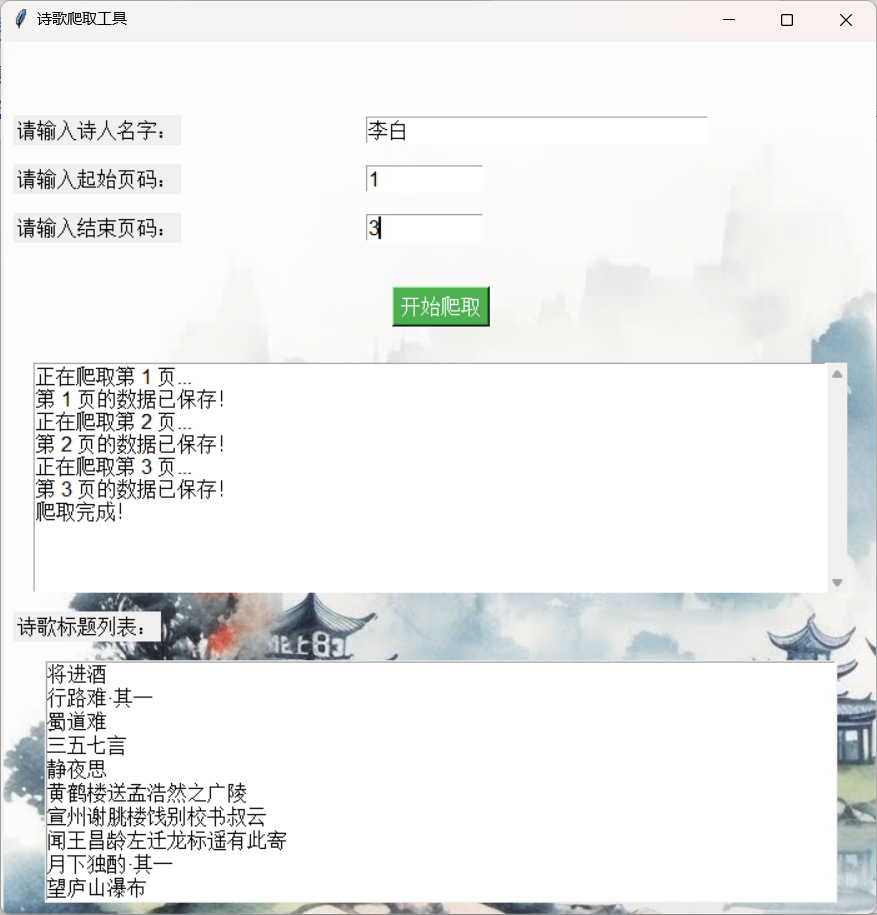 诗歌爬取工具
请输入诗人名字： 李白
请输入起始页码： 1
请输入结束页码： 3
开始爬取
正在爬取第 1 页...
第 1 页的数据已保存！
正在爬取第 2 页...
第 2 页的数据已保存！
正在爬取第 3 页...
第 3 页的数据已保存！
爬取完成！
诗歌标题列表：
将进酒
行路难·其一
蜀道难
三五七言
静夜思
黄鹤楼送孟浩然之广陵
宣州谢朓楼饯别校书叔云
闻王昌龄左迁龙标遥有此寄
月下独酌·其一
望庐山瀑布